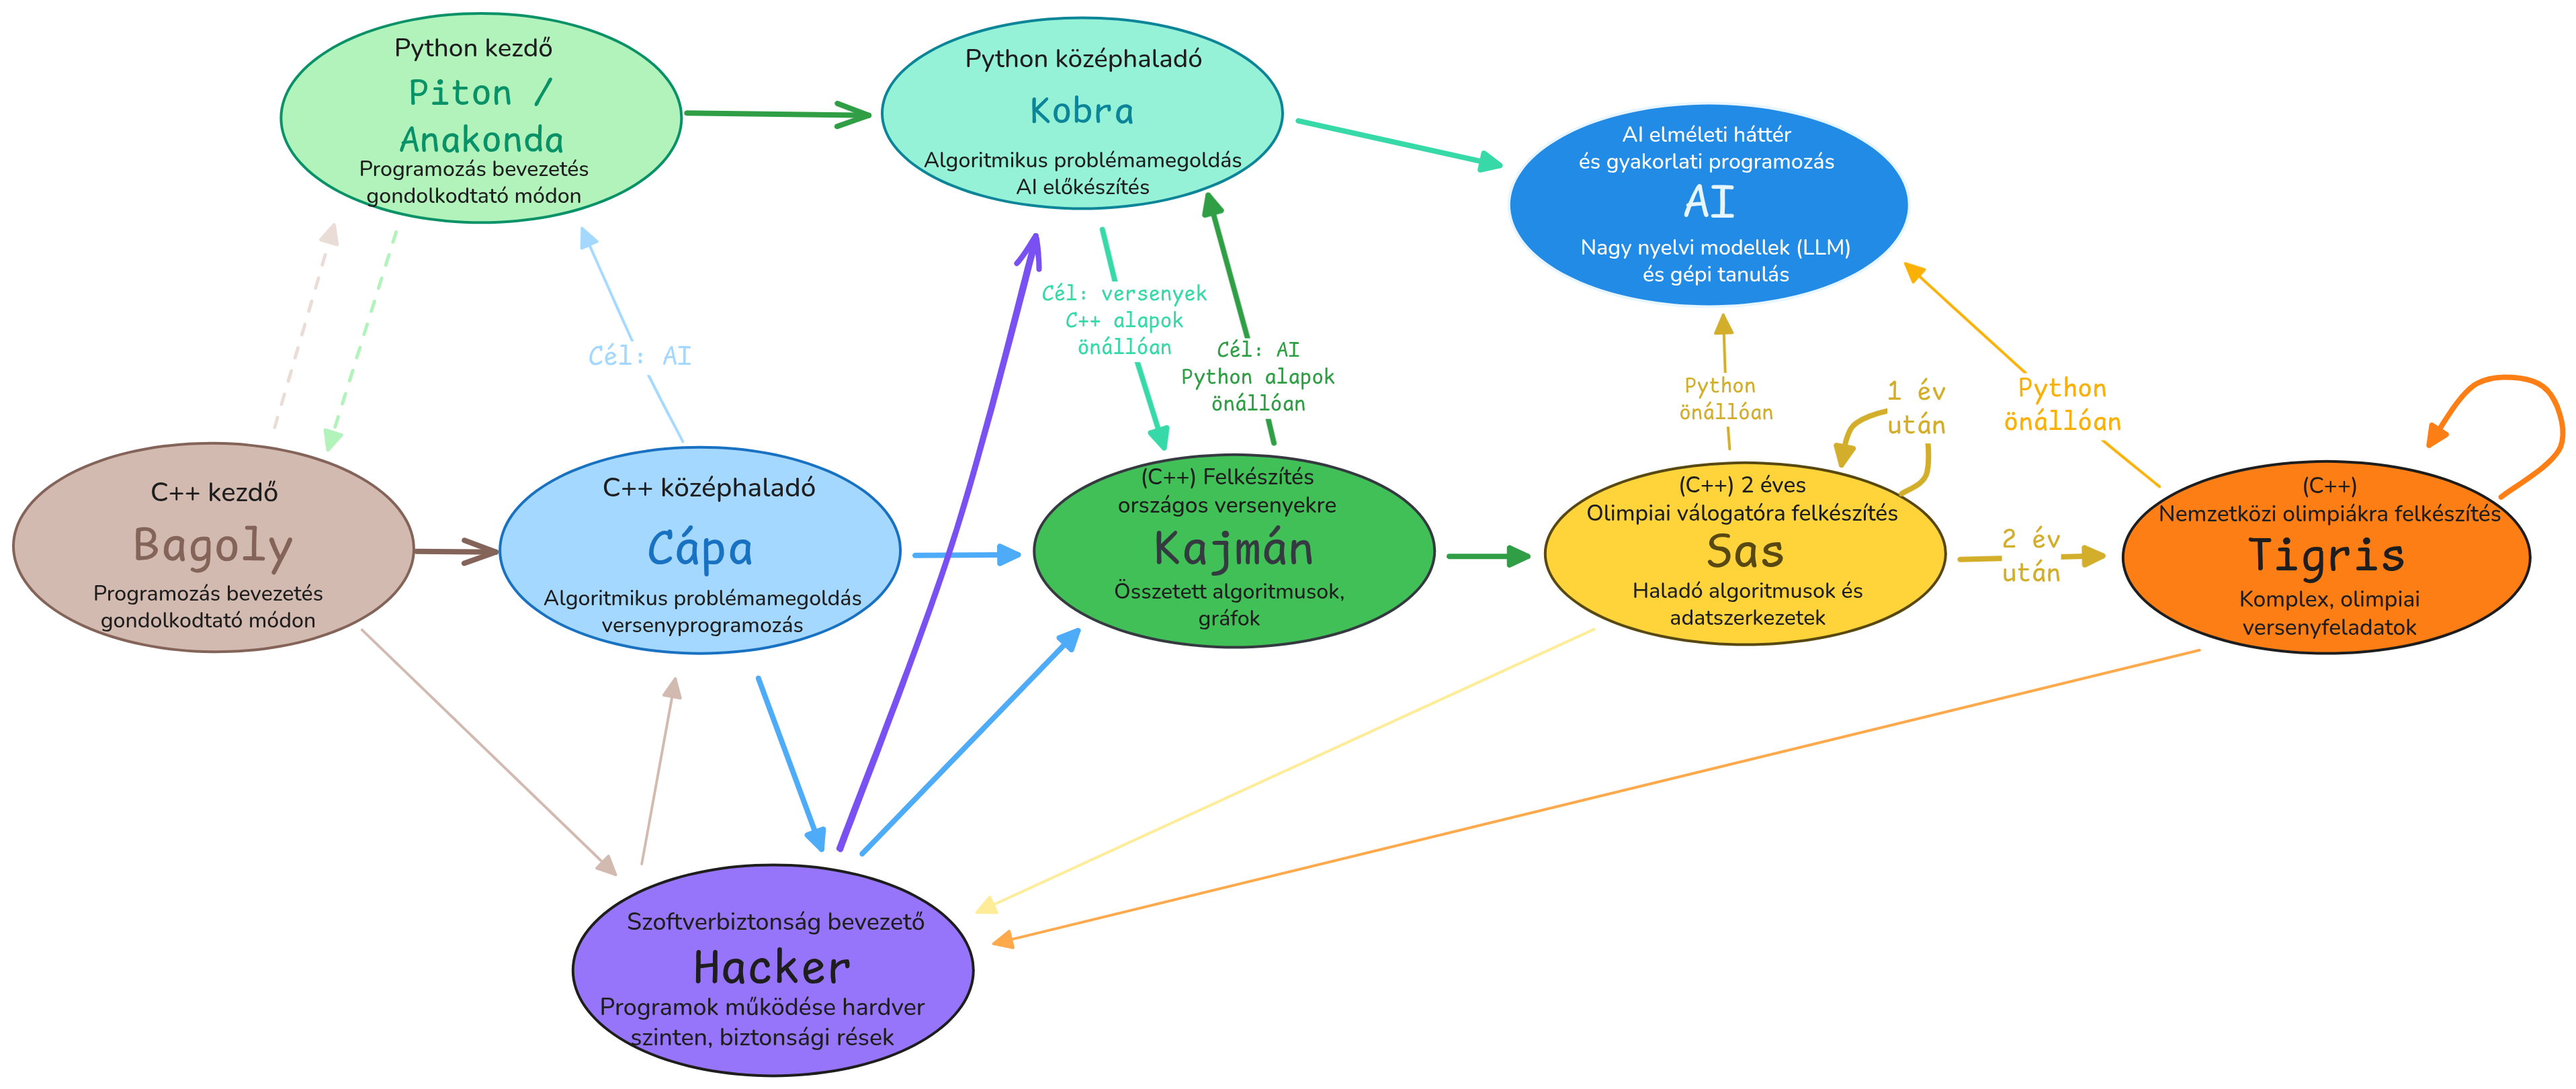 Python kezdő
Piton /
Anakonda
Programozás bevezetés
gondolkodtató módon
Python középhaladó
Kobra
Algoritmikus problémamegoldás
AI előkészítés
AI elméleti háttér
és gyakorlati programozás
AI
Nagy nyelvi modellek (LLM)
és gépi tanulás
Cél: AI
Cél: versenyek
C++ alapok
önállóan
Cél: AI
Python alapok
önállóan
Python
önállóan
1 év
után
Python
önállóan
C++ kezdő
Bagoly
Programozás bevezetés
gondolkodtató módon
C++ középhaladó
Cápa
Algoritmikus problémamegoldás
versenyprogramozás
(C++) Felkészítés
országos versenyekre
Kajmán
Összetett algoritmusok,
gráfok
(C++) 2 éves
Olimpiai válogatóra felkészítés
Sas
Haladó algoritmusok és
adatszerkezetek
2 év
után
(C++)
Nemzetközi olimpiákra felkészítés
Tigris
Komplex, olimpiai
versenyfeladatok
Szoftverbiztonság bevezető
Hacker
Programok működése hardver
szinten, biztonsági rések